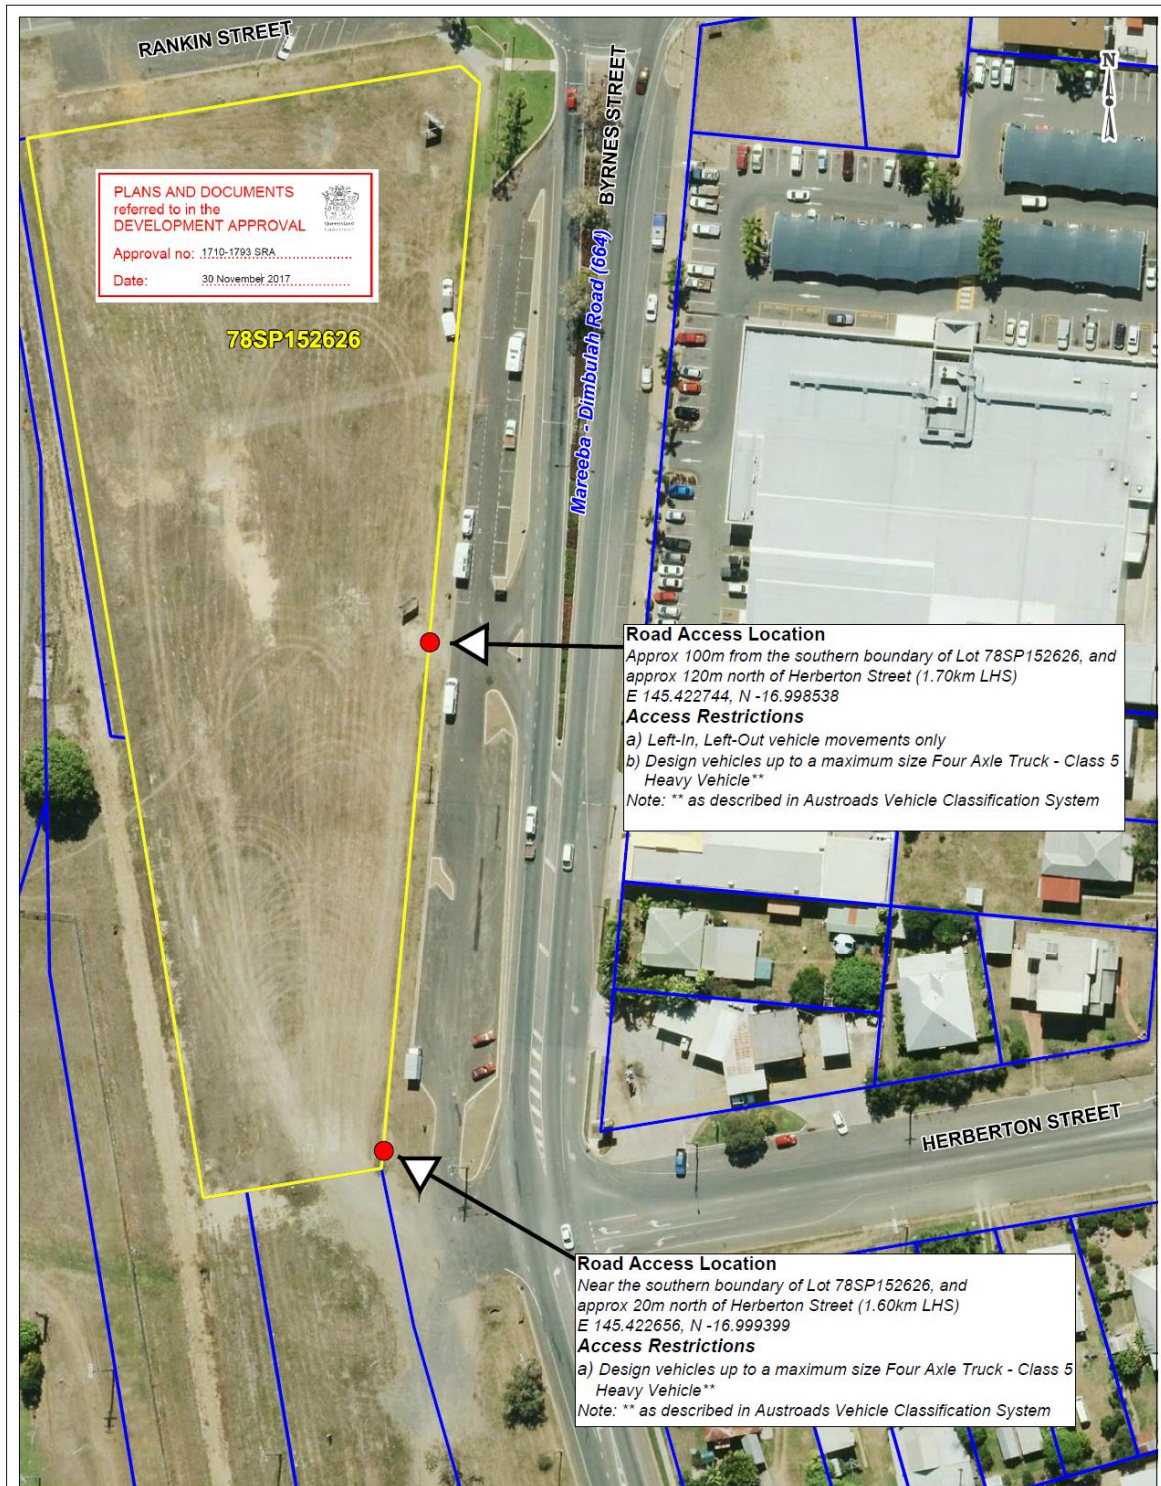 RANKIN STREET
BYRNES STREET
N
PLANS AND DOCUMENTS
referred to in the
DEVELOPMENT APPROVAL
Queensland
Government
Approval no: 1710-1793 SRA
Date: 30 November 2017
78SP152626
Mareeba - Dimbulah Road (664)
Road Access Location
Approx 100m from the southern boundary of Lot 78SP152626, and
approx 120m north of Herberton Street (1.70km LHS)
E 145.422744, N -16.998538
Access Restrictions
a) Left-In, Left-Out vehicle movements only
b) Design vehicles up to a maximum size Four Axle Truck - Class 5
Heavy Vehicle**
Note: ** as described in Austroads Vehicle Classification System
HERBERTON STREET
Road Access Location
Near the southern boundary of Lot 78SP152626, and
approx 20m north of Herberton Street (1.60km LHS)
E 145.422656, N -16.999399
Access Restrictions
a) Design vehicles up to a maximum size Four Axle Truck - Class 5
Heavy Vehicle**
Note: ** as described in Austroads Vehicle Classification System